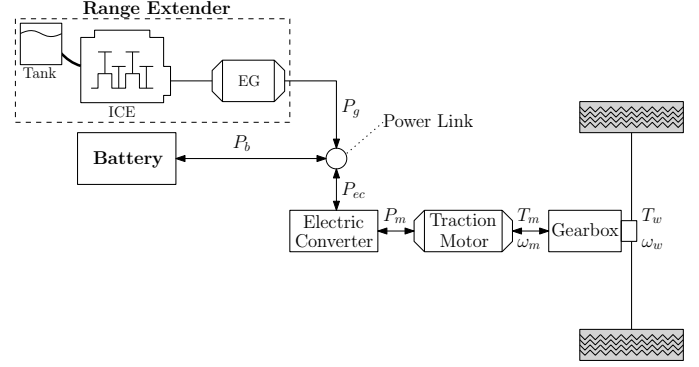 Range Extender
Tank
ICE
EG
P_g
Power Link
Battery
P_b
P_ec
Electric
Converter
P_m
Traction
Motor
T_m
ω_m
Gearbox
T_w
ω_w